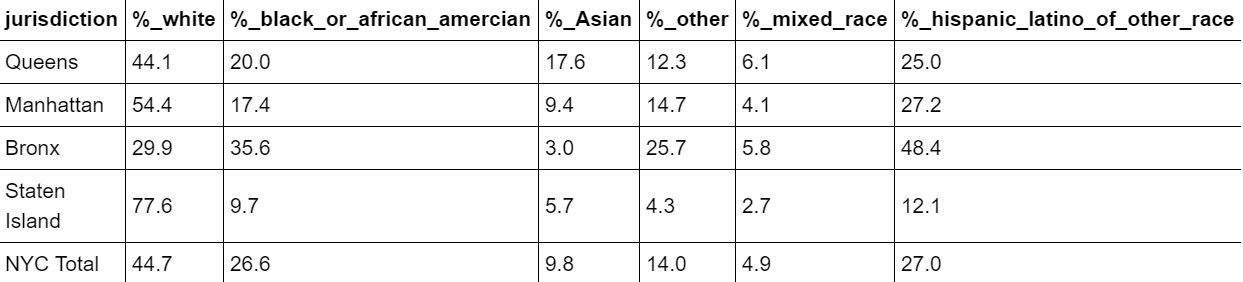 jurisdiction %_white %_black_or_african_amercian %_Asian %_other %_mixed_race %_hispanic_latino_of_other_race
Queens 44.1 20.0 17.6 12.3 6.1 25.0
Manhattan 54.4 17.4 9.4 14.7 4.1 27.2
Bronx 29.9 35.6 3.0 25.7 5.8 48.4
Staten
Island 77.6 9.7 5.7 4.3 2.7 12.1
NYC Total 44.7 26.6 9.8 14.0 4.9 27.0